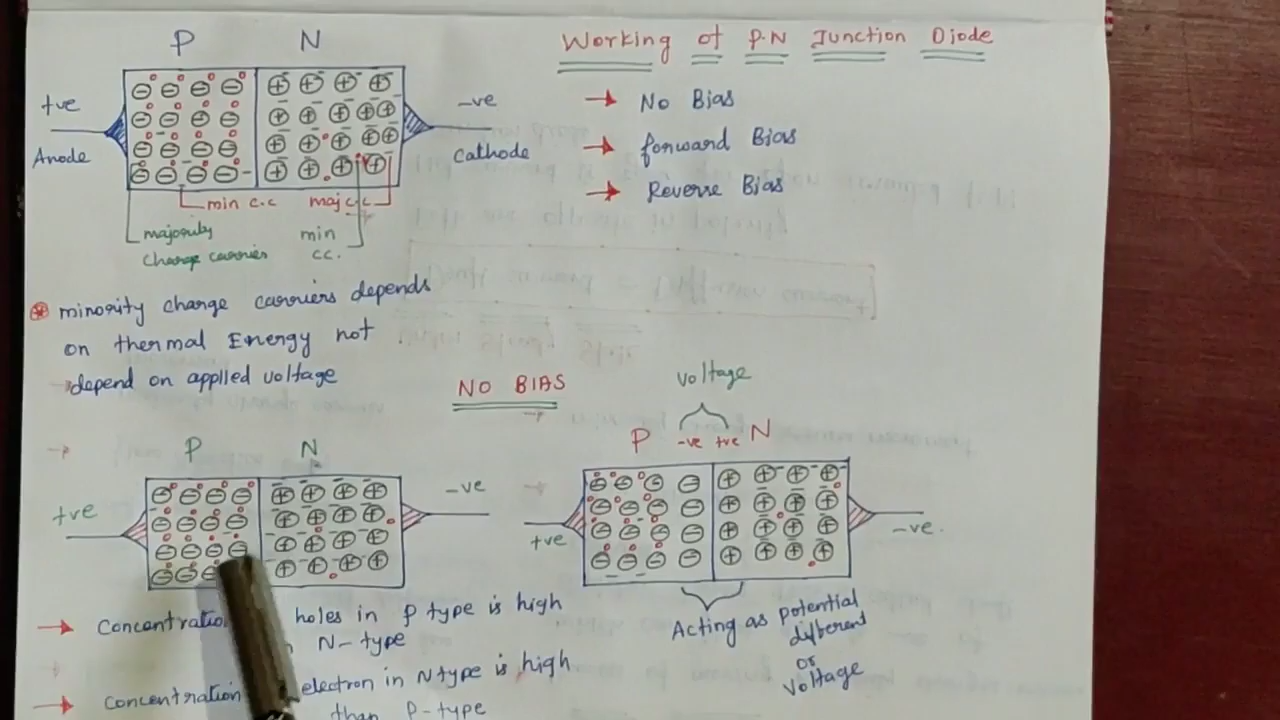 P N
Working of P.N Junction Diode
+ve
-ve
Anode
Cathode
→ No Bias
→ forward Bias
→ Reverse Bias
min c.c maj c.c
majority
charge carries
min
cc.
minority charge carriers depends
on thermal Energy not
depend on applied voltage
NO BIAS
voltage
P N
+ve
-ve
P -ve +ve N
+ve
-ve.
Acting as potential
different
or
voltage
→ Concentration holes in P type is high
N-type
→ Concentration electron in N type is high
than P-type